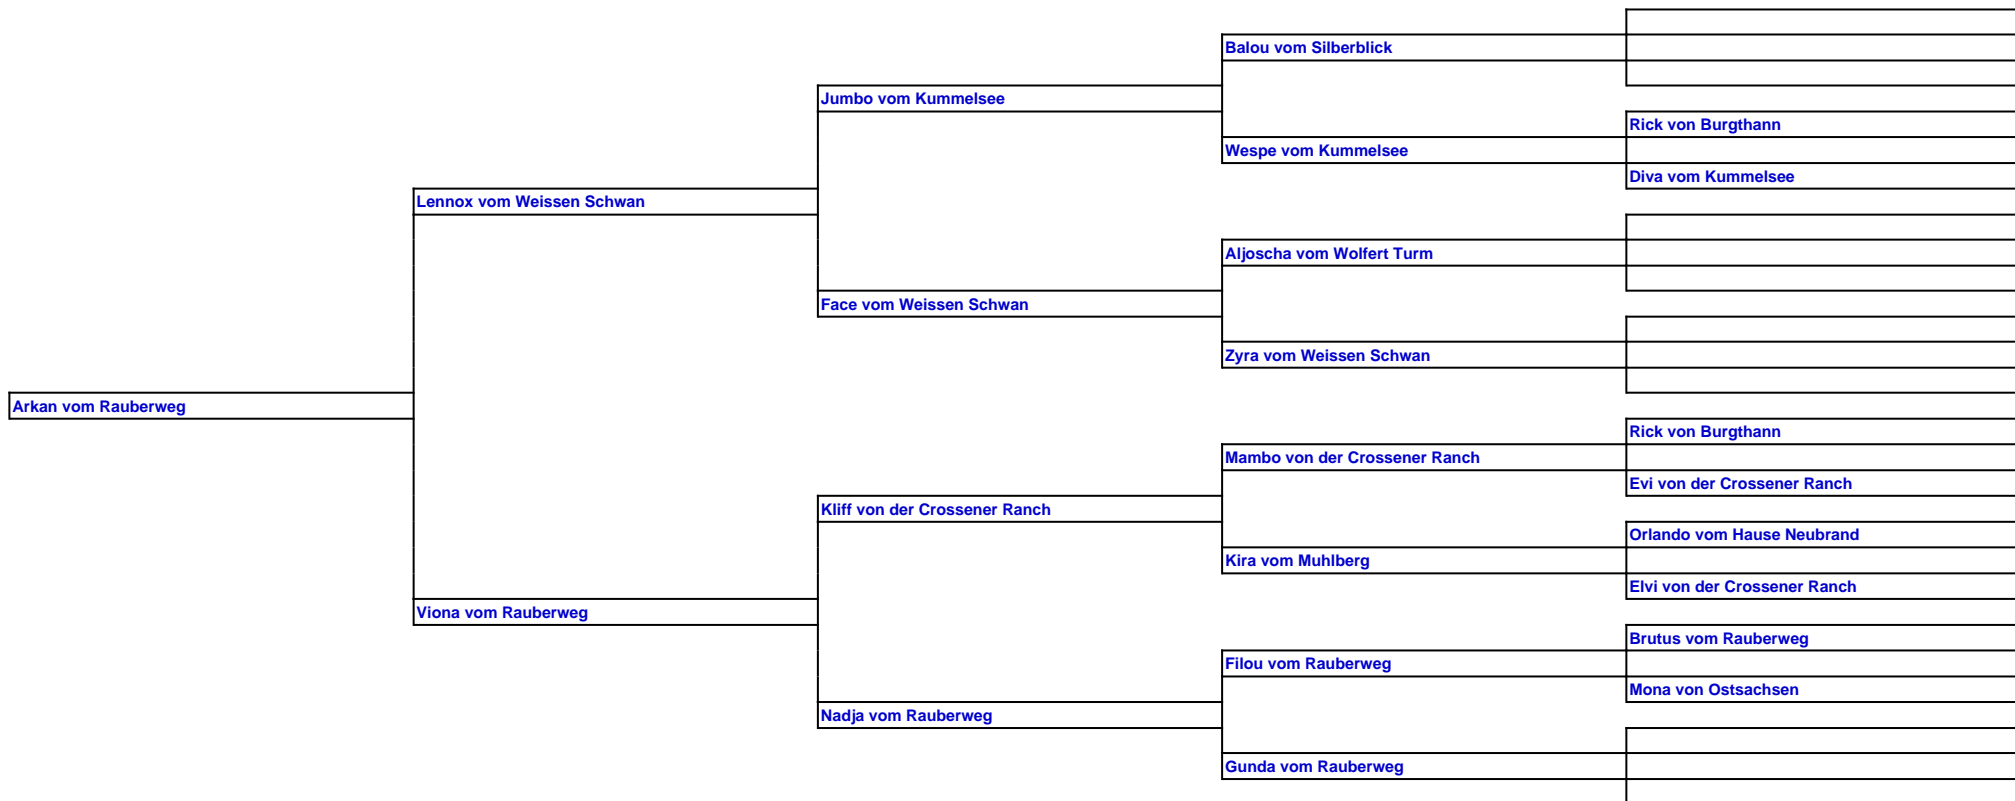 Balou vom Silberblick
Jumbo vom Kummelsee
Rick von Burgthann
Wespe vom Kummelsee
Diva vom Kummelsee
Lennox vom Weissen Schwan
Aljoscha vom Wolfert Turm
Face vom Weissen Schwan
Zyra vom Weissen Schwan
Arkan vom Rauberweg
Rick von Burgthann
Mambo von der Crossener Ranch
Evi von der Crossener Ranch
Kliff von der Crossener Ranch
Orlando vom Hause Neubrand
Kira vom Muhlberg
Elvi von der Crossener Ranch
Viona vom Rauberweg
Brutus vom Rauberweg
Filou vom Rauberweg
Mona von Ostsachsen
Nadja vom Rauberweg
Gunda vom Rauberweg